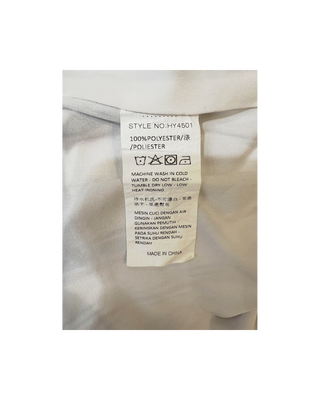 STYLE NO:HY4501
100%POLYESTER/涤
/POLIESTER
MACHINE WASH IN COLD
WATER - DO NOT BLEACH -
TUMBLE DRY LOW - LOW
HEAT IRONING
MESIN CUCI DENGAN AIR
DINGIN - JANGAN
GUNAKAN PEMUTIH -
KERINGKAN DENGAN MESIN
PADA SUHU RENDAH -
SETRIKA DENGAN SUHU
RENDAH
MADE IN CHINA